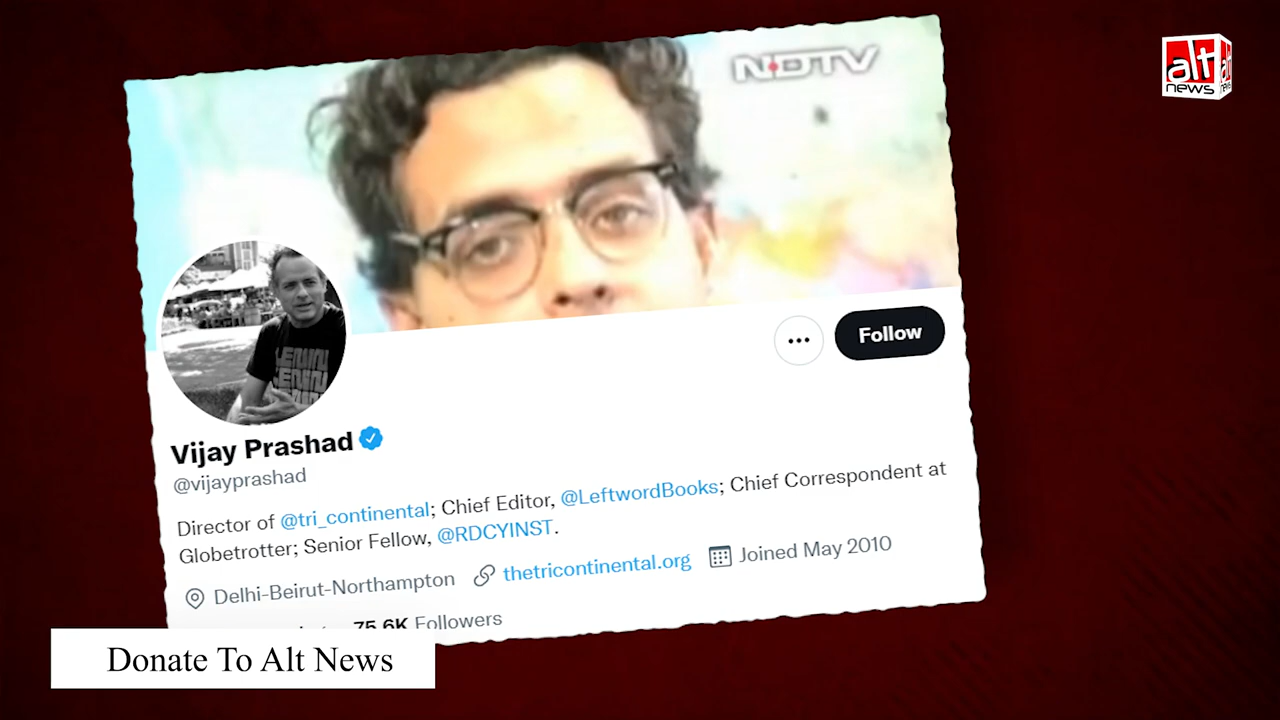 NDTV
alt
news
Follow
Vijay Prashad
@vijayprashad
Director of @tri_continental; Chief Editor, @LeftwordBooks; Chief Correspondent at
Globetrotter; Senior Fellow, @RDCYINST.
Delhi-Beirut-Northampton thetricontinental.org Joined May 2010
75.6K Followers
Donate To Alt News